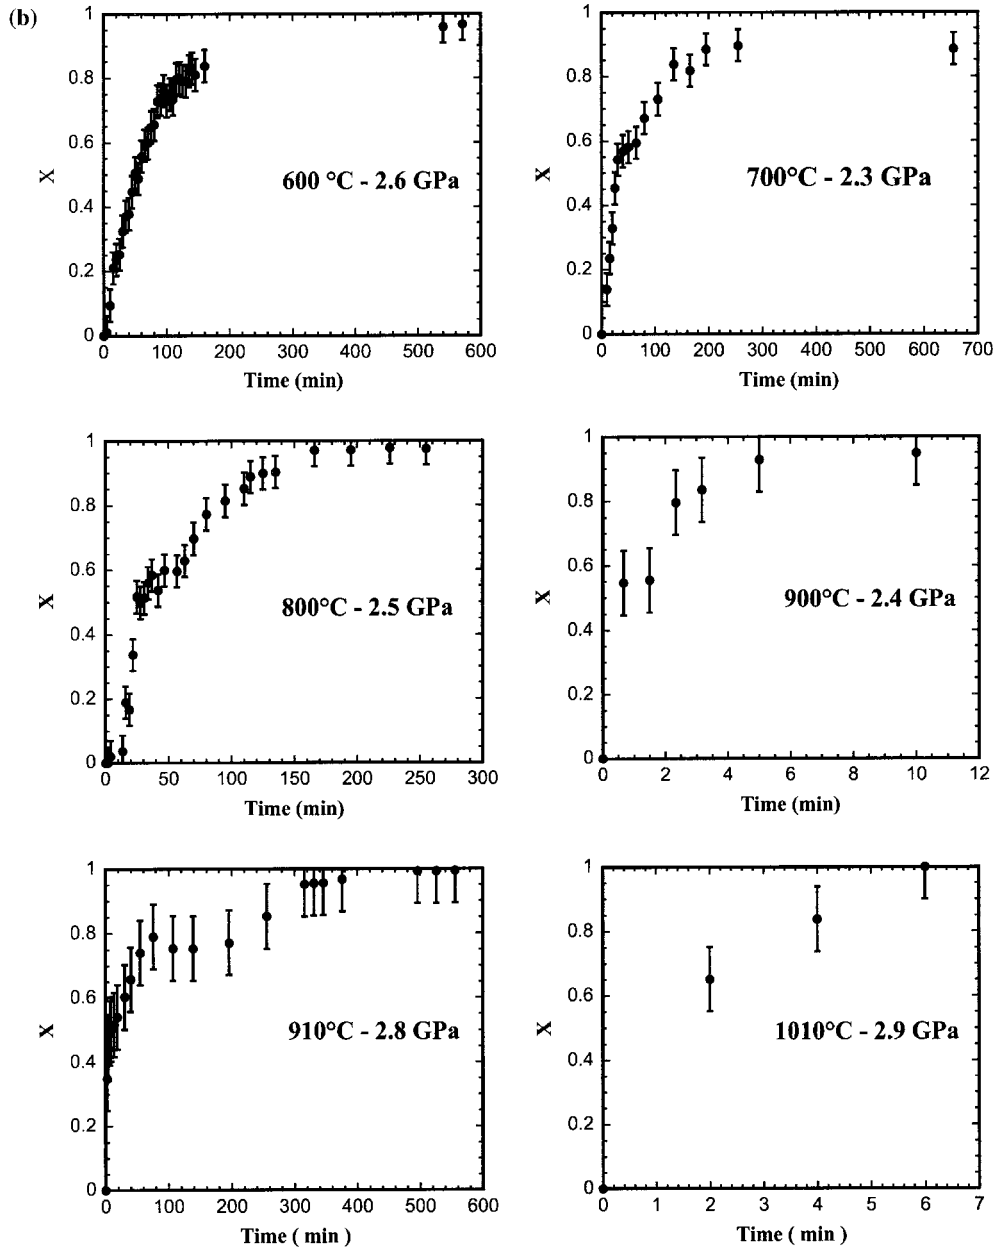 (b)
1
0.8
0.6
0.4
0.2
0
X
600 °C - 2.6 GPa
0 100 200 300 400 500 600
Time (min)
1
0.8
0.6
0.4
0.2
0
X
700°C - 2.3 GPa
0 100 200 300 400 500 600 700
Time (min)
1
0.8
0.6
0.4
0.2
0
X
800°C - 2.5 GPa
0 50 100 150 200 250 300
Time (min)
1
0.8
0.6
0.4
0.2
0
X
900°C - 2.4 GPa
0 2 4 6 8 10 12
Time (min)
1
0.8
0.6
0.4
0.2
0
X
910°C - 2.8 GPa
0 100 200 300 400 500 600
Time ( min )
1
0.8
0.6
0.4
0.2
0
X
1010°C - 2.9 GPa
0 1 2 3 4 5 6 7
Time ( min )